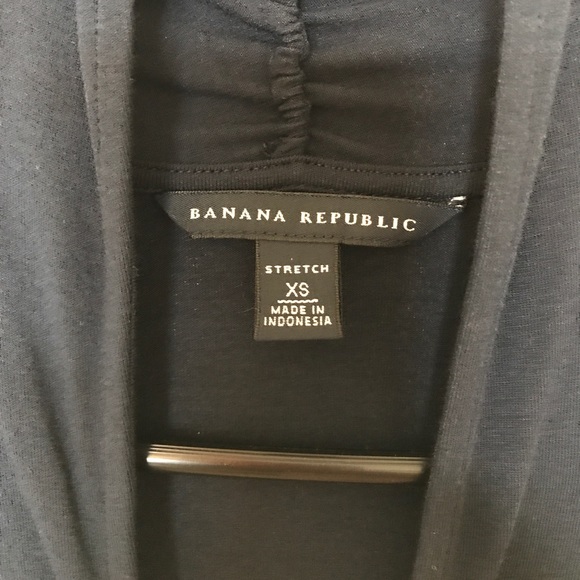 BANANA REPUBLIC
STRETCH
XS
MADE IN
INDONESIA